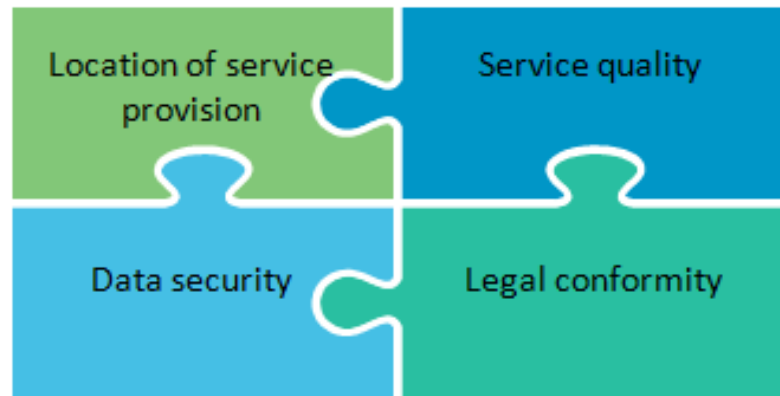 Location of service
provision
Service quality
Data security
Legal conformity